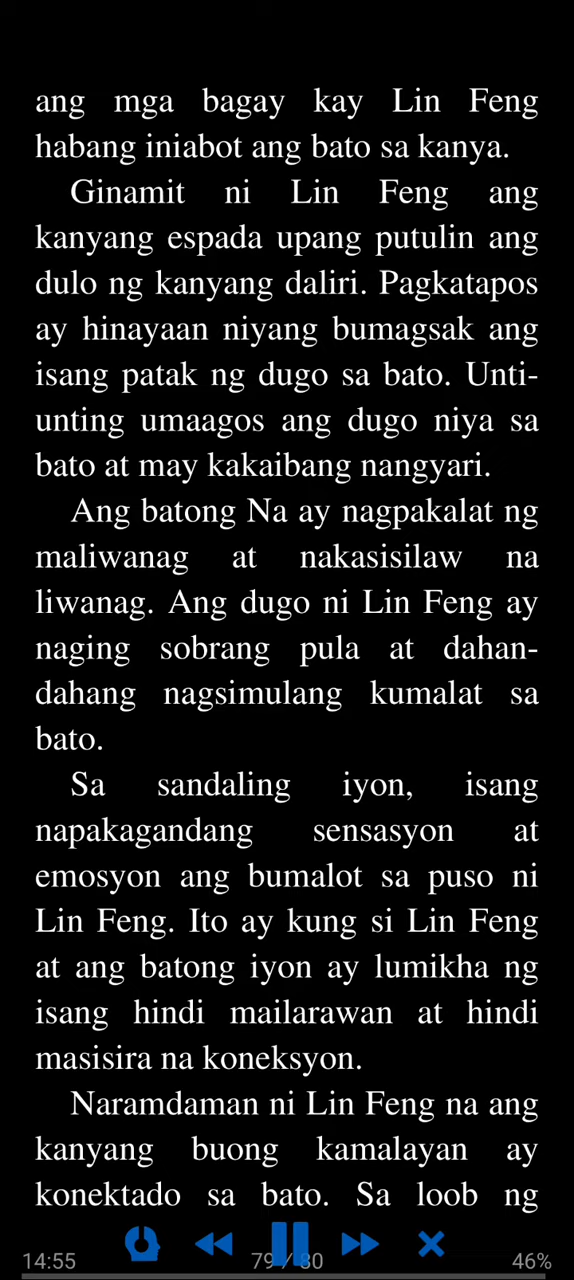 ang mga bagay kay Lin Feng
habang iniabot ang bato sa kanya.
Ginamit ni Lin Feng ang
kanyang espada upang putulin ang
dulo ng kanyang daliri. Pagkatapos
ay hinayaan niyang bumagsak ang
isang patak ng dugo sa bato. Unti-
unting umaagos ang dugo niya sa
bato at may kakaibang nangyari.
Ang batong Na ay nagpakalat ng
maliwanag at nakasisilaw na
liwanag. Ang dugo ni Lin Feng ay
naging sobrang pula at dahan-
dahang nagsimulang kumalat sa
bato.
Sa sandaling iyon, isang
napakagandang sensasyon at
emosyon ang bumalot sa puso ni
Lin Feng. Ito ay kung si Lin Feng
at ang batong iyon ay lumikha ng
isang hindi mailarawan at hindi
masisira na koneksyon.
Naramdaman ni Lin Feng na ang
kanyang buong kamalayan ay
konektado sa bato. Sa loob ng
14:55 79 / 80 46%